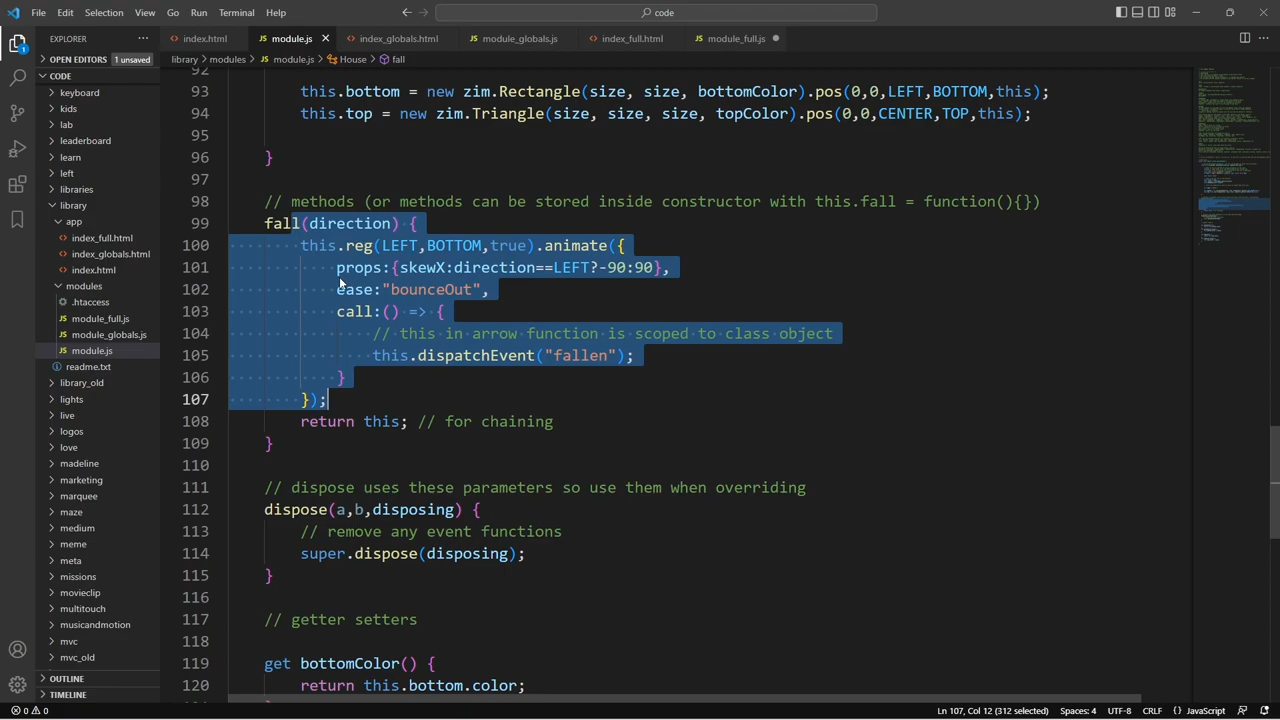 File Edit Selection View Go Run Terminal Help
code
EXPLORER
index.html
module.js
index_globals.html
module_globals.js
index_full.html
module_full.js
OPEN EDITORS 1 unsaved
library > modules > module.js > House > fall
CODE
keyboard
kids
lab
leaderboard
learn
left
libraries
library
app
index_full.html
index_globals.html
index.html
modules
.htaccess
module_full.js
module_globals.js
module.js
readme.txt
library_old
lights
live
logos
love
madeline
marketing
marquee
maze
medium
meme
meta
missions
movieclip
multitouch
musicandmotion
mvc
mvc_old
OUTLINE
TIMELINE
1
92
93 this.bottom = new zim.Rectangle(size, size, bottomColor).pos(0,0,LEFT,BOTTOM,this);
94 this.top = new zim.Triangle(size, size, size, topColor).pos(0,0,CENTER,TOP,this);
95
96 }
97
98 // methods (or methods can be stored inside constructor with this.fall = function(){})
99 fall(direction) {
100 this.reg(LEFT,BOTTOM,true).animate({
101 props:{skewX:direction==LEFT?-90:90},
102 ease:"bounceOut",
103 call:() => {
104 // this in arrow function is scoped to class object
105 this.dispatchEvent("fallen");
106 }
107 });
108 return this; // for chaining
109 }
110
111 // dispose uses these parameters so use them when overriding
112 dispose(a,b,disposing) {
113 // remove any event functions
114 super.dispose(disposing);
115 }
116
117 // getter setters
118
119 get bottomColor() {
120 return this.bottom.color;
0 0 Ln 107, Col 12 (312 selected) Spaces: 4 UTF-8 CRLF {} JavaScript